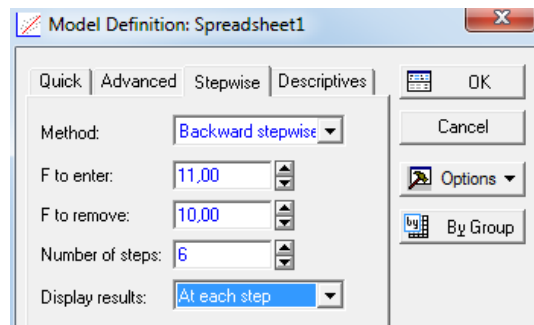 Model Definition: Spreadsheet1
Quick Advanced Stepwise Descriptives
OK
Method: Backward stepwise
Cancel
F to enter: 11,00
Options
F to remove: 10,00
By Group
Number of steps: 6
Display results: At each step